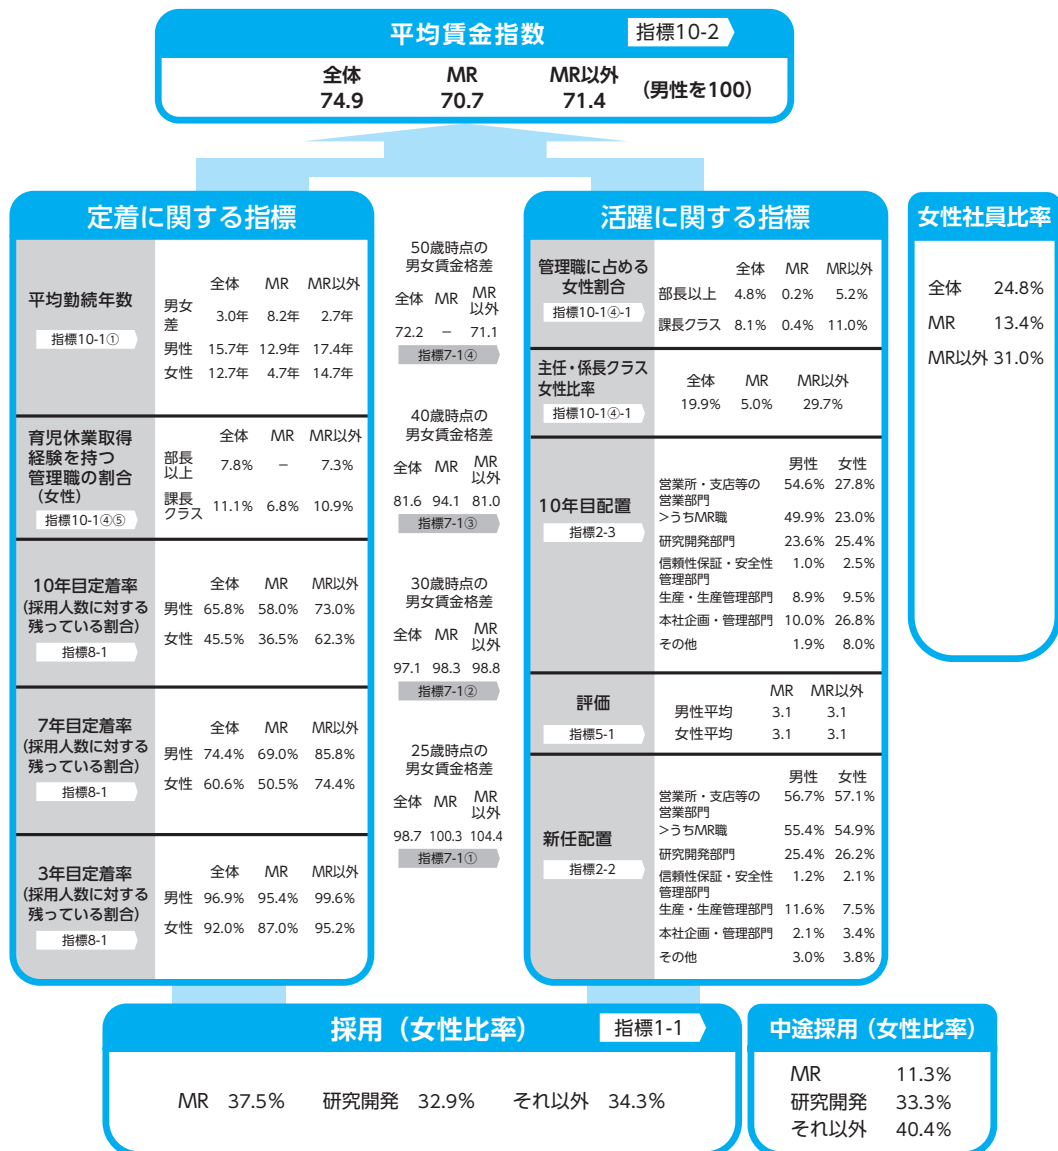 平均賃金指数 指標10-2
全体 MR MR以外 (男性を100)
74.9 70.7 71.4
定着に関する指標
平均勤続年数
指標10-1①
全体 MR MR以外
男女差 3.0年 8.2年 2.7年
男性 15.7年 12.9年 17.4年
女性 12.7年 4.7年 14.7年
育児休業取得
経験を持つ
管理職の割合
(女性)
指標10-1④⑤
全体 MR MR以外
部長以上 7.8% − 7.3%
課長クラス 11.1% 6.8% 10.9%
10年目定着率
(採用人数に対する
残っている割合)
指標8-1
全体 MR MR以外
男性 65.8% 58.0% 73.0%
女性 45.5% 36.5% 62.3%
7年目定着率
(採用人数に対する
残っている割合)
指標8-1
全体 MR MR以外
男性 74.4% 69.0% 85.8%
女性 60.6% 50.5% 74.4%
3年目定着率
(採用人数に対する
残っている割合)
指標8-1
全体 MR MR以外
男性 96.9% 95.4% 99.6%
女性 92.0% 87.0% 95.2%
50歳時点の
男女賃金格差
全体 MR MR以外
72.2 − 71.1
指標7-1④
40歳時点の
男女賃金格差
全体 MR MR以外
81.6 94.1 81.0
指標7-1③
30歳時点の
男女賃金格差
全体 MR MR以外
97.1 98.3 98.8
指標7-1②
25歳時点の
男女賃金格差
全体 MR MR以外
98.7 100.3 104.4
指標7-1①
活躍に関する指標
管理職に占める
女性割合
指標10-1④-1
全体 MR MR以外
部長以上 4.8% 0.2% 5.2%
課長クラス 8.1% 0.4% 11.0%
主任・係長クラス
女性比率
指標10-1④-1
全体 MR MR以外
19.9% 5.0% 29.7%
10年目配置
指標2-3
男性 女性
営業所・支店等の 54.6% 27.8%
営業部門
>うちMR職 49.9% 23.0%
研究開発部門 23.6% 25.4%
信頼性保証・安全性 1.0% 2.5%
管理部門
生産・生産管理部門 8.9% 9.5%
本社企画・管理部門 10.0% 26.8%
その他 1.9% 8.0%
評価
指標5-1
MR MR以外
男性平均 3.1 3.1
女性平均 3.1 3.1
新任配置
指標2-2
男性 女性
営業所・支店等の 56.7% 57.1%
営業部門
>うちMR職 55.4% 54.9%
研究開発部門 25.4% 26.2%
信頼性保証・安全性 1.2% 2.1%
管理部門
生産・生産管理部門 11.6% 7.5%
本社企画・管理部門 2.1% 3.4%
その他 3.0% 3.8%
女性社員比率
全体 24.8%
MR 13.4%
MR以外 31.0%
採用（女性比率） 指標1-1
MR 37.5% 研究開発 32.9% それ以外 34.3%
中途採用（女性比率）
MR 11.3%
研究開発 33.3%
それ以外 40.4%